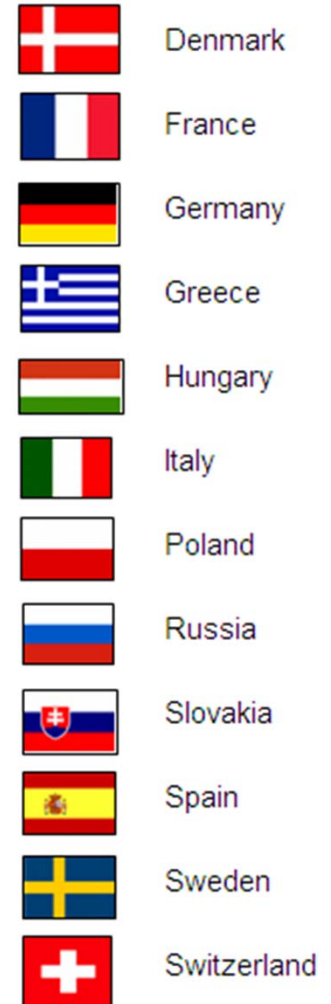 Denmark
France
Germany
Greece
Hungary
Italy
Poland
Russia
Slovakia
Spain
Sweden
Switzerland